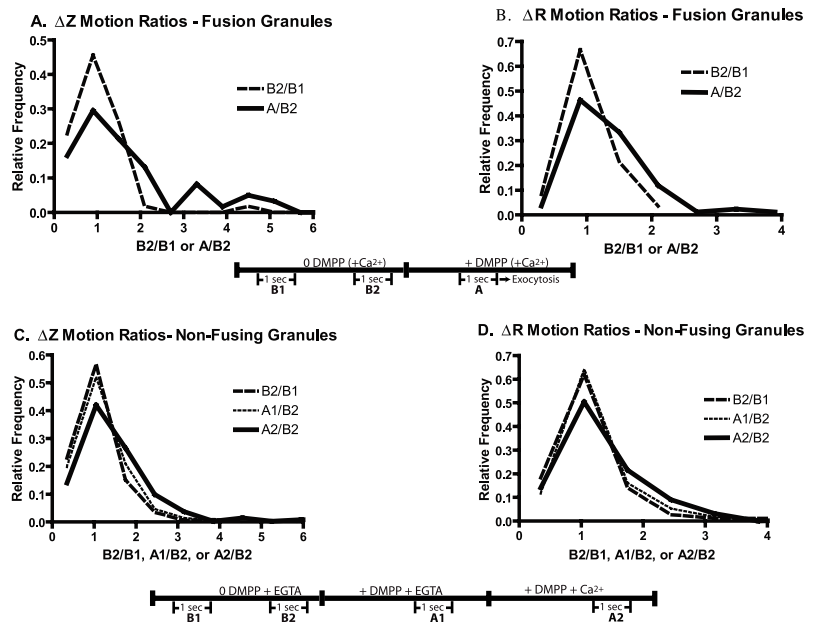 A. ΔZ Motion Ratios - Fusion Granules
0.5
0.4
0.3
0.2
0.1
0.0
Relative Frequency
B2/B1
A/B2
0 1 2 3 4 5 6
B2/B1 or A/B2
B. ΔR Motion Ratios - Fusion Granules
0.7
0.6
0.5
0.4
0.3
0.2
0.1
0.0
Relative Frequency
B2/B1
A/B2
0 1 2 3 4
B2/B1 or A/B2
0 DMPP (+Ca2+) + DMPP (+Ca2+)
1 sec 1 sec 1 sec Exocytosis
B1 B2 A
C. ΔZ Motion Ratios- Non-Fusing Granules
0.6
0.5
0.4
0.3
0.2
0.1
0.0
Relative Frequency
B2/B1
A1/B2
A2/B2
0 1 2 3 4 5 6
B2/B1, A1/B2, or A2/B2
D. ΔR Motion Ratios - Non-Fusing Granules
0.7
0.6
0.5
0.4
0.3
0.2
0.1
0.0
Relative Frequency
B2/B1
A1/B2
A2/B2
0 1 2 3 4
B2/B1, A1/B2, or A2/B2
0 DMPP + EGTA + DMPP + EGTA + DMPP + Ca2+
1 sec 1 sec 1 sec 1 sec
B1 B2 A1 A2